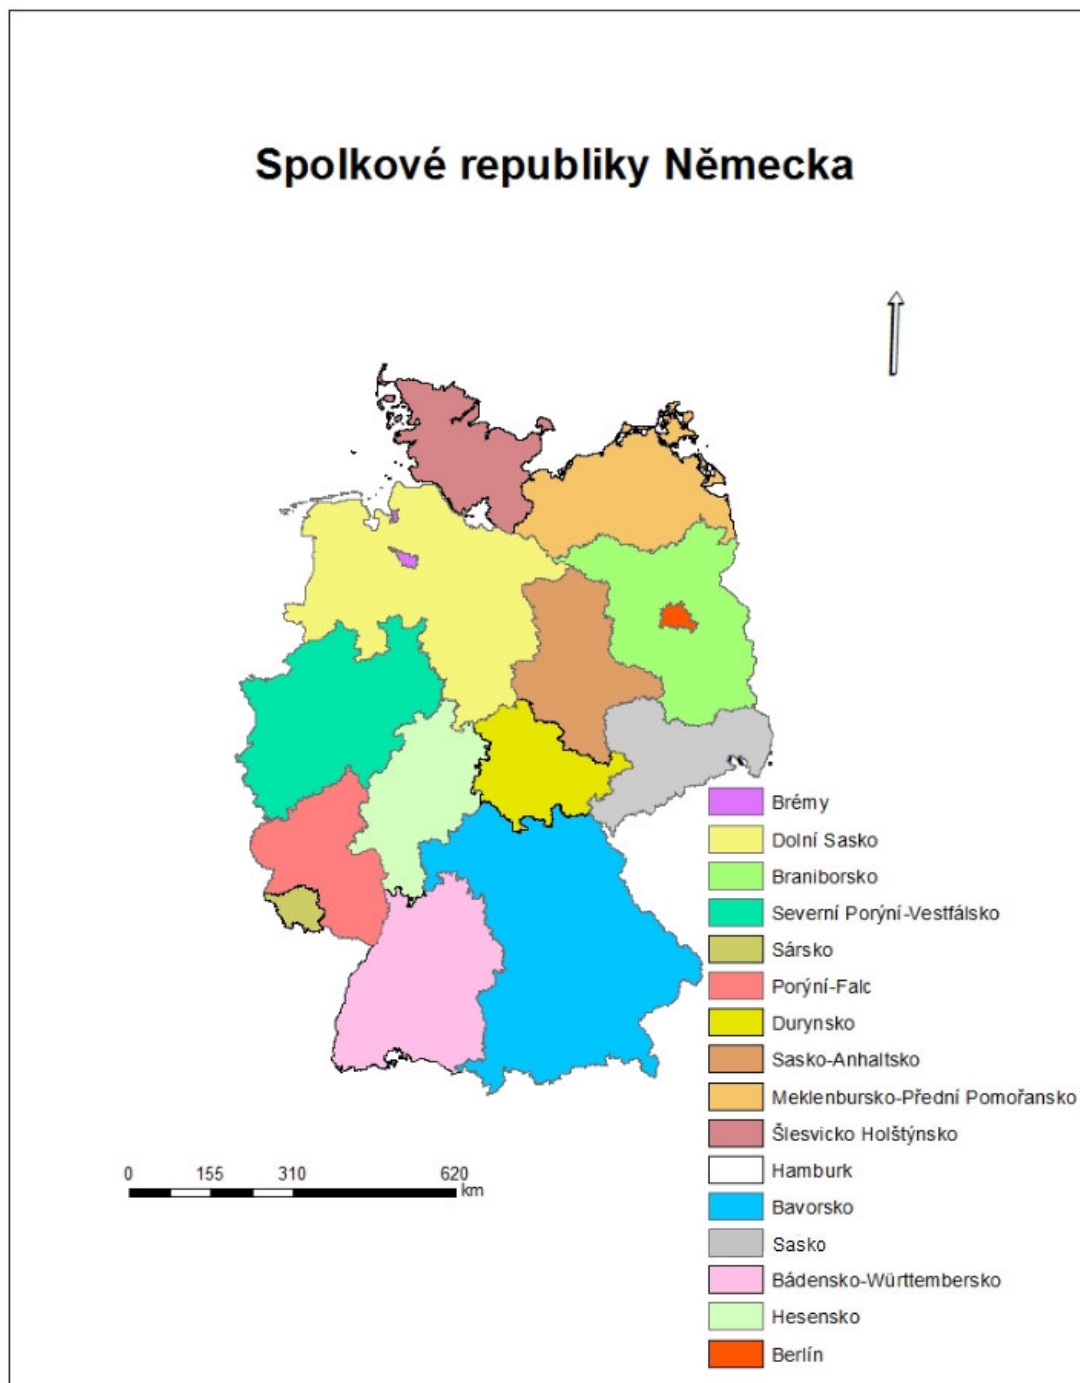 Spolkové republiky Německa
Brémy
Dolní Sasko
Braniborsko
Severní Porýní-Vestfálsko
Sársko
Porýní-Falc
Durynsko
Sasko-Anhaltsko
Meklenbursko-Přední Pomořansko
Šlesvicko Holštýnsko
Hamburk
Bavorsko
Sasko
Bádensko-Württembersko
Hesensko
Berlín
0 155 310 620
km